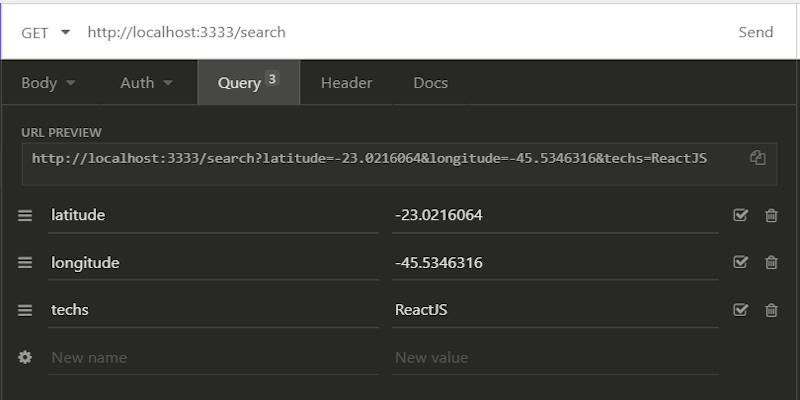 GET http://localhost:3333/search Send
Body Auth Query 3 Header Docs
URL PREVIEW
http://localhost:3333/search?latitude=-23.0216064&longitude=-45.5346316&techs=ReactJS
latitude -23.0216064
longitude -45.5346316
techs ReactJS
New name New value